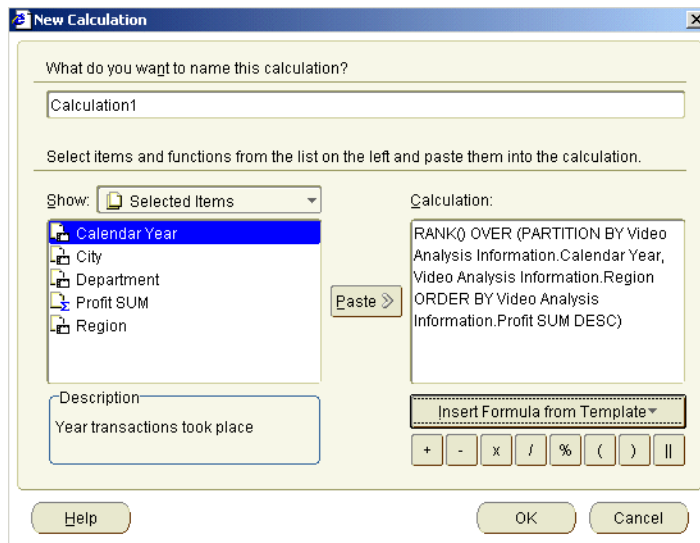 New Calculation
What do you want to name this calculation?
Calculation1
Select items and functions from the list on the left and paste them into the calculation.
Show:
Selected Items
Calendar Year
City
Department
Profit SUM
Region
Description
Year transactions took place
Paste
Calculation:
RANK() OVER (PARTITION BY Video
Analysis Information.Calendar Year,
Video Analysis Information.Region
ORDER BY Video Analysis
Information.Profit SUM DESC)
Insert Formula from Template
+ - x / % ( ) ||
Help
OK
Cancel